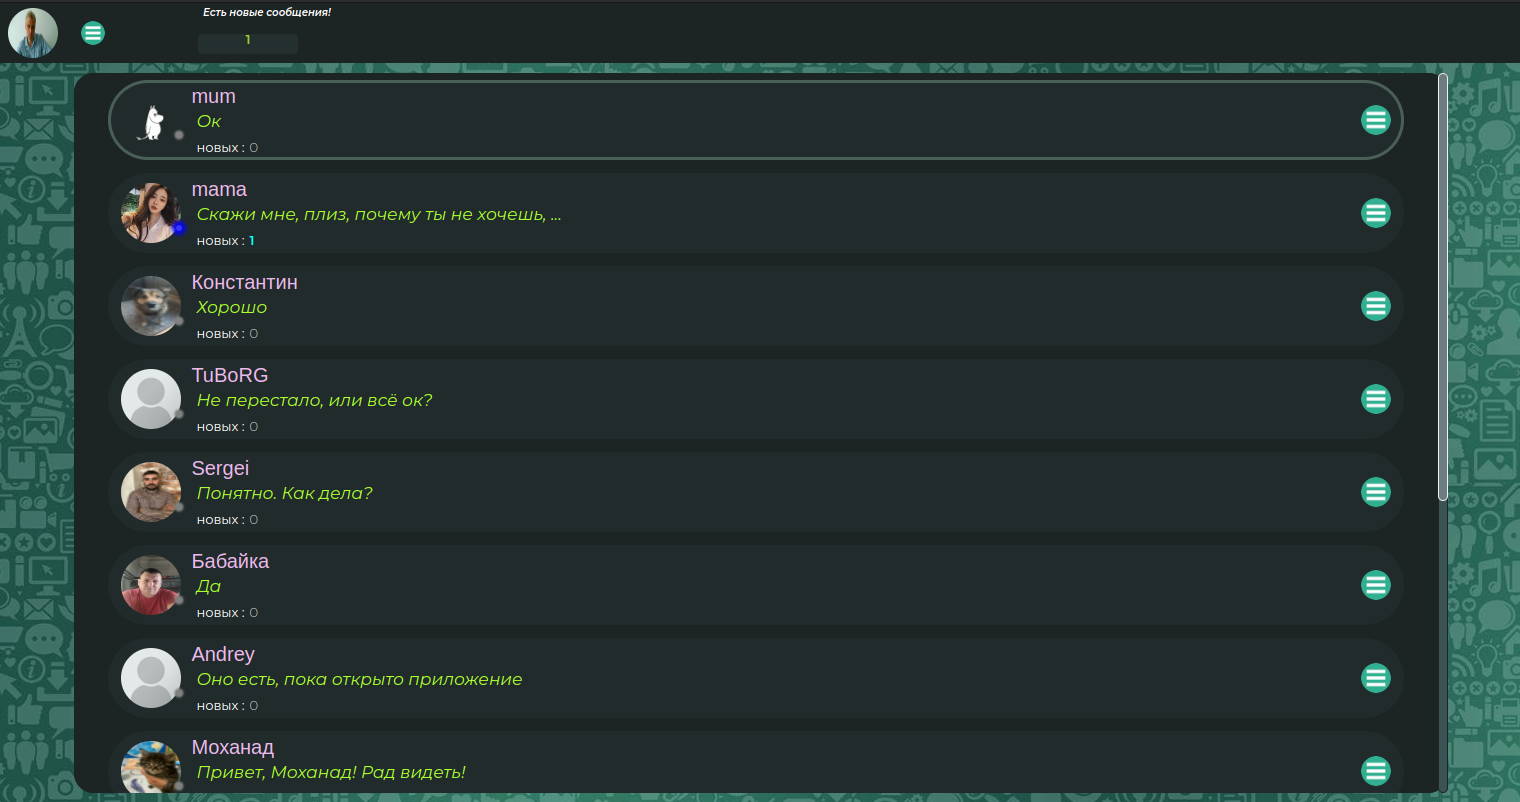 Есть новые сообщения!
1
mum
Ок
новых : 0
mama
Скажи мне, плиз, почему ты не хочешь, ...
новых : 1
Константин
Хорошо
новых : 0
TuBoRG
Не перестало, или всё ок?
новых : 0
Sergei
Понятно. Как дела?
новых : 0
Бабайка
Да
новых : 0
Andrey
Оно есть, пока открыто приложение
новых : 0
Моханад
Привет, Моханад! Рад видеть!